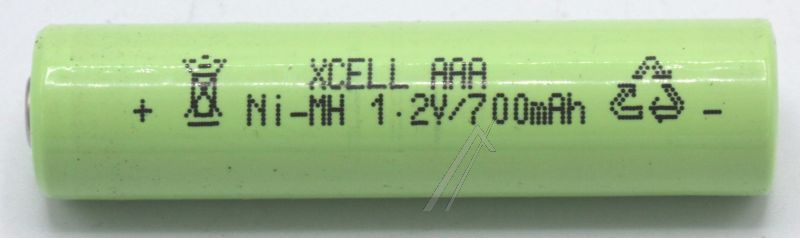 XCELL AAA
+ Ni-MH 1.2V/700mAh -